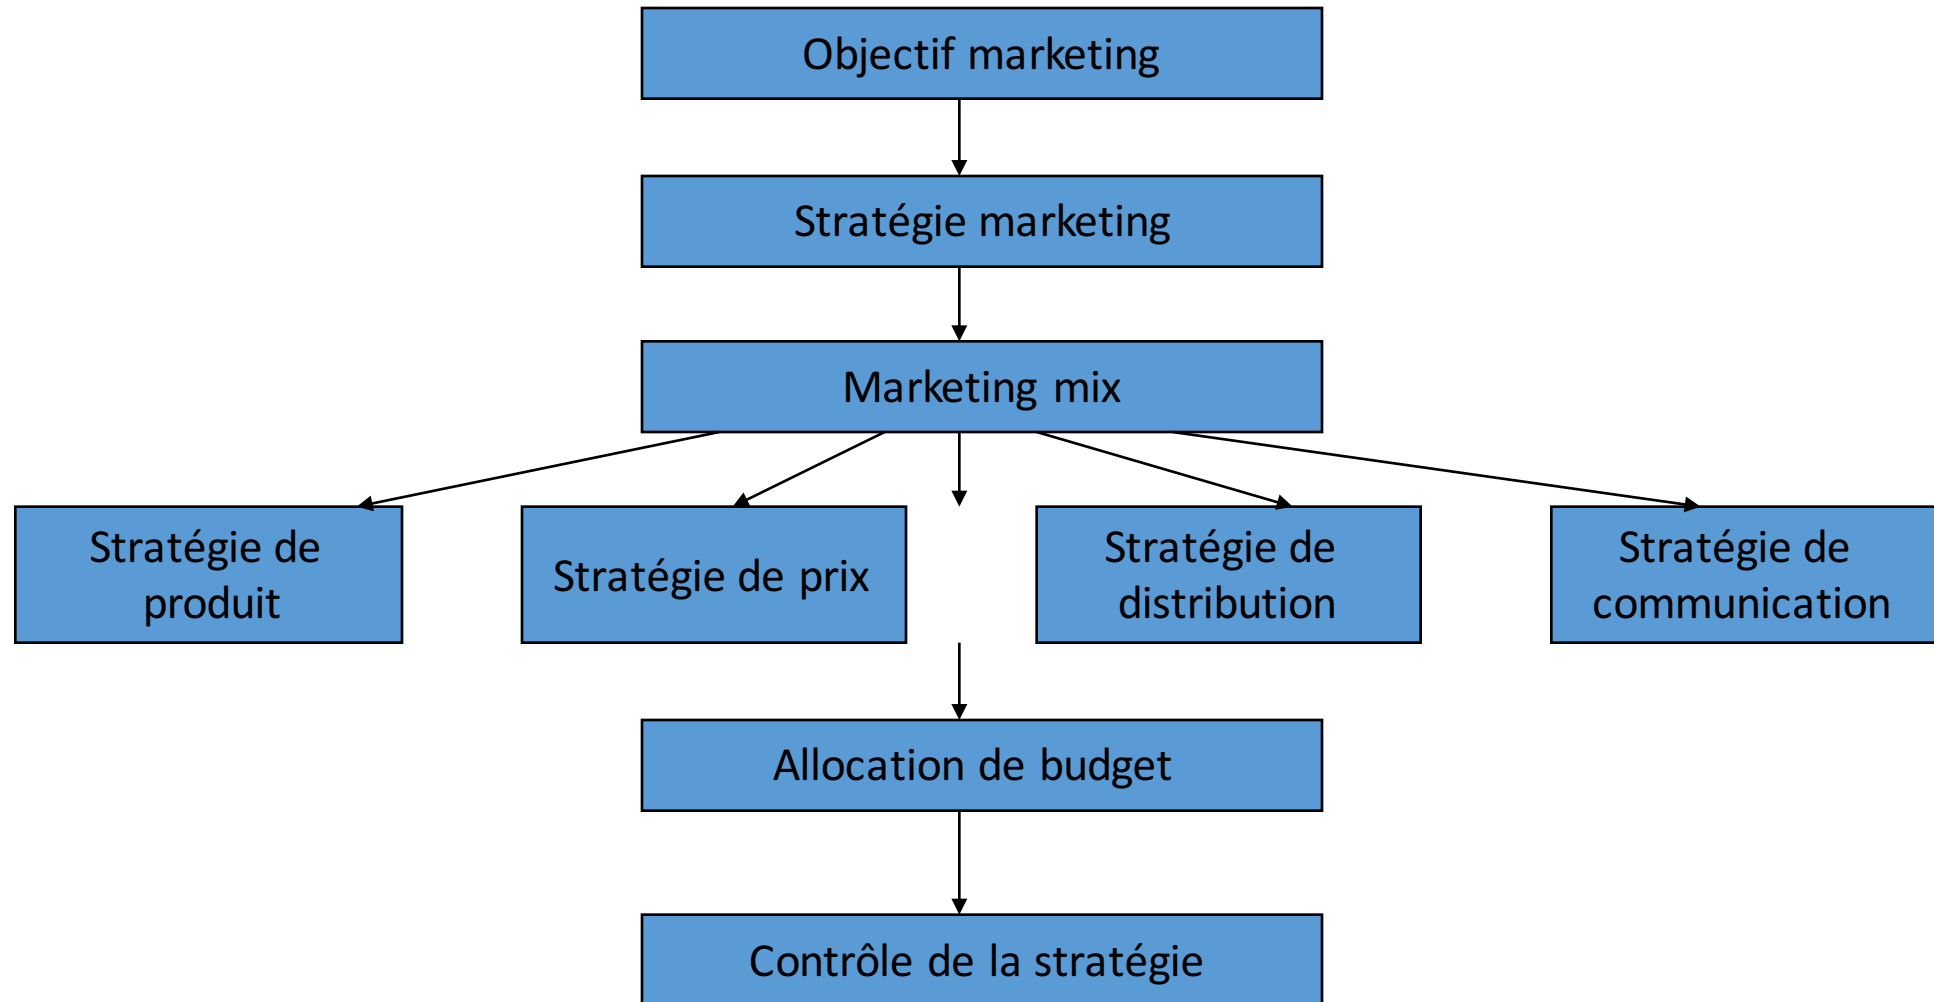 Objectif marketing
Stratégie marketing
Marketing mix
Stratégie de
produit
Stratégie de prix
Stratégie de
distribution
Stratégie de
communication
Allocation de budget
Contrôle de la stratégie